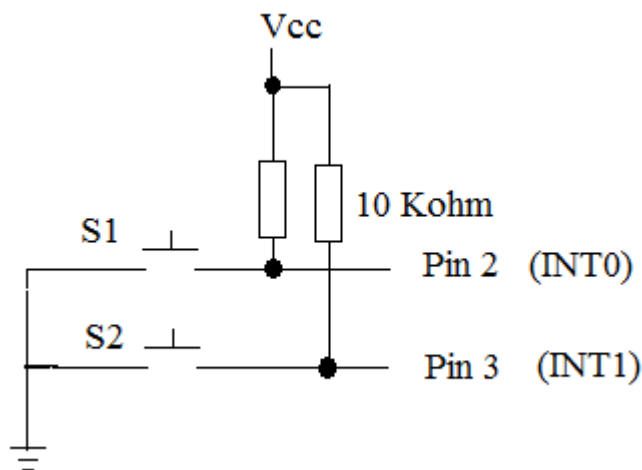 Vcc
10 Kohm
S1
Pin 2 (INT0)
S2
Pin 3 (INT1)